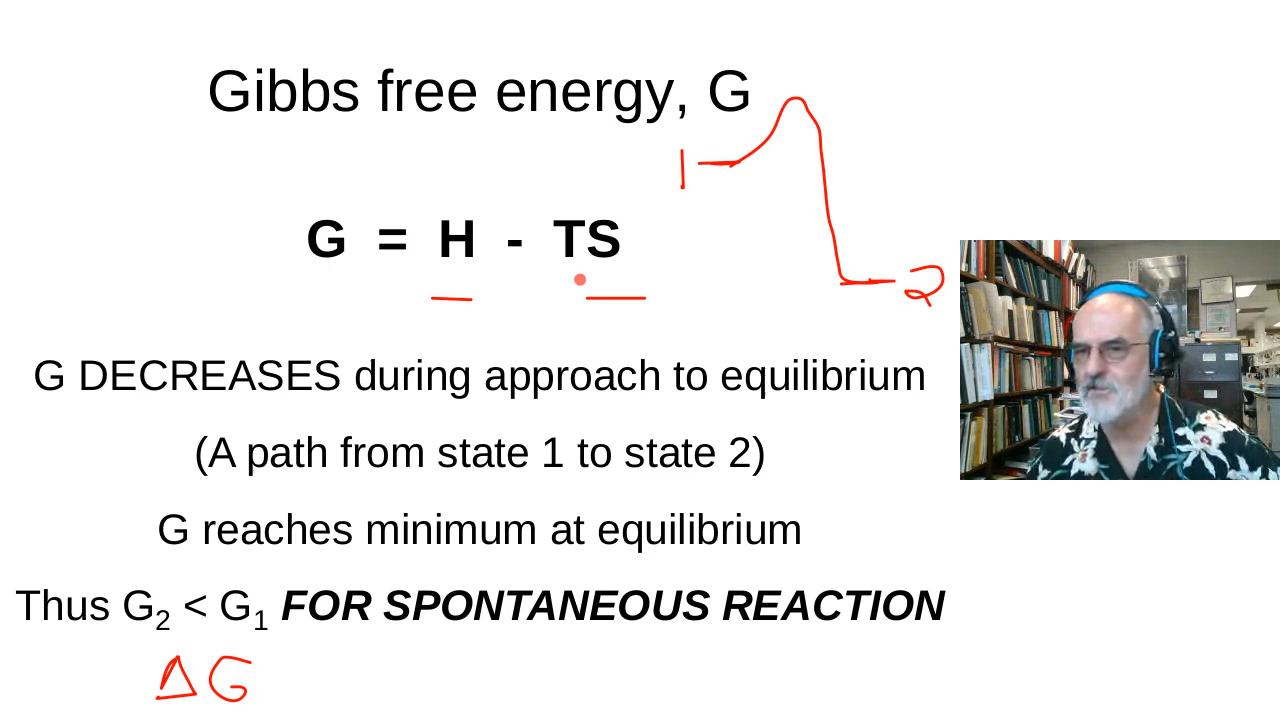 Gibbs free energy, G
1
G = H - TS
2
G DECREASES during approach to equilibrium
(A path from state 1 to state 2)
G reaches minimum at equilibrium
Thus G₂ < G₁ FOR SPONTANEOUS REACTION
ΔG